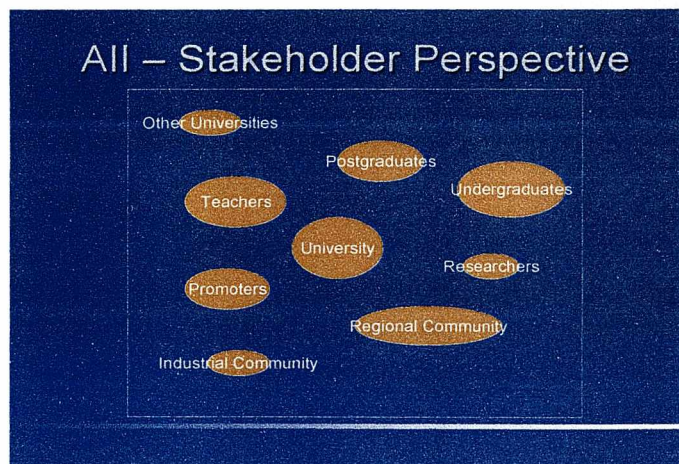 All – Stakeholder Perspective
Other Universities
Postgraduates
Undergraduates
Teachers
University
Researchers
Promoters
Regional Community
Industrial Community